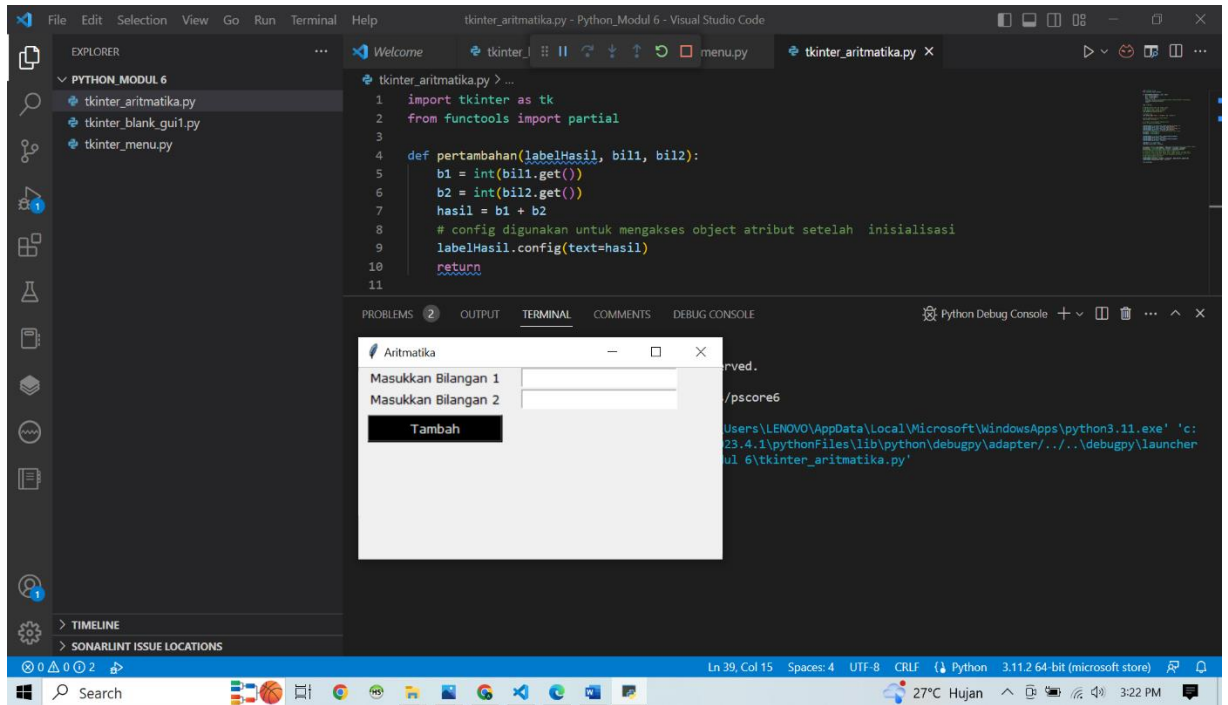 File Edit Selection View Go Run Terminal Help
tkinter_aritmatika.py - Python_Modul 6 - Visual Studio Code
EXPLORER
PYTHON_MODUL 6
tkinter_aritmatika.py
tkinter_blank_gui1.py
tkinter_menu.py
TIMELINE
SONARLINT ISSUE LOCATIONS
Welcome tkinter_ menu.py tkinter_aritmatika.py
tkinter_aritmatika.py > ...
1 import tkinter as tk
2 from functools import partial
3
4 def pertambahan(labelHasil, bil1, bil2):
5 b1 = int(bil1.get())
6 b2 = int(bil2.get())
7 hasil = b1 + b2
8 # config digunakan untuk mengakses object atribut setelah inisialisasi
9 labelHasil.config(text=hasil)
10 return
11
PROBLEMS 2 OUTPUT TERMINAL COMMENTS DEBUG CONSOLE
Python Debug Console
rved.
/pscore6
Users\LENOVO\AppData\Local\Microsoft\WindowsApps\python3.11.exe' 'c:
23.4.1\pythonFiles\lib\python\debugpy\adapter/../..\debugpy\launcher
ul 6\tkinter_aritmatika.py'
Aritmatika
Masukkan Bilangan 1
Masukkan Bilangan 2
Tambah
1
1
0 0 2
Ln 39, Col 15 Spaces: 4 UTF-8 CRLF Python 3.11.2 64-bit (microsoft store)
Search
27°C Hujan
3:22 PM